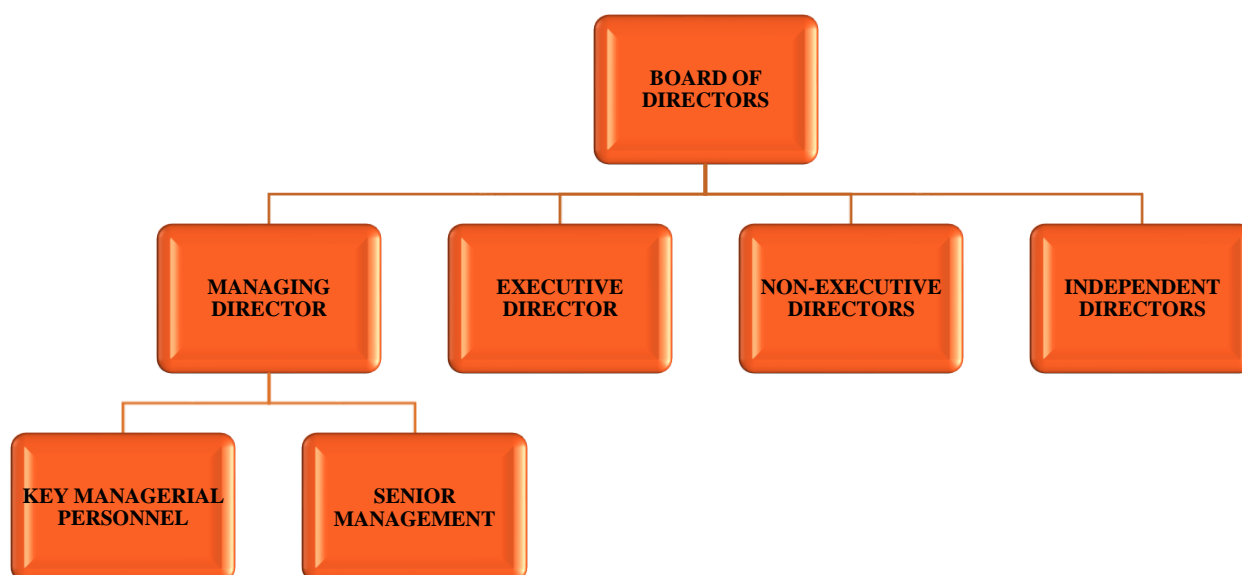 BOARD OF
DIRECTORS
MANAGING
DIRECTOR
EXECUTIVE
DIRECTOR
NON-EXECUTIVE
DIRECTORS
INDEPENDENT
DIRECTORS
KEY MANAGERIAL
PERSONNEL
SENIOR
MANAGEMENT